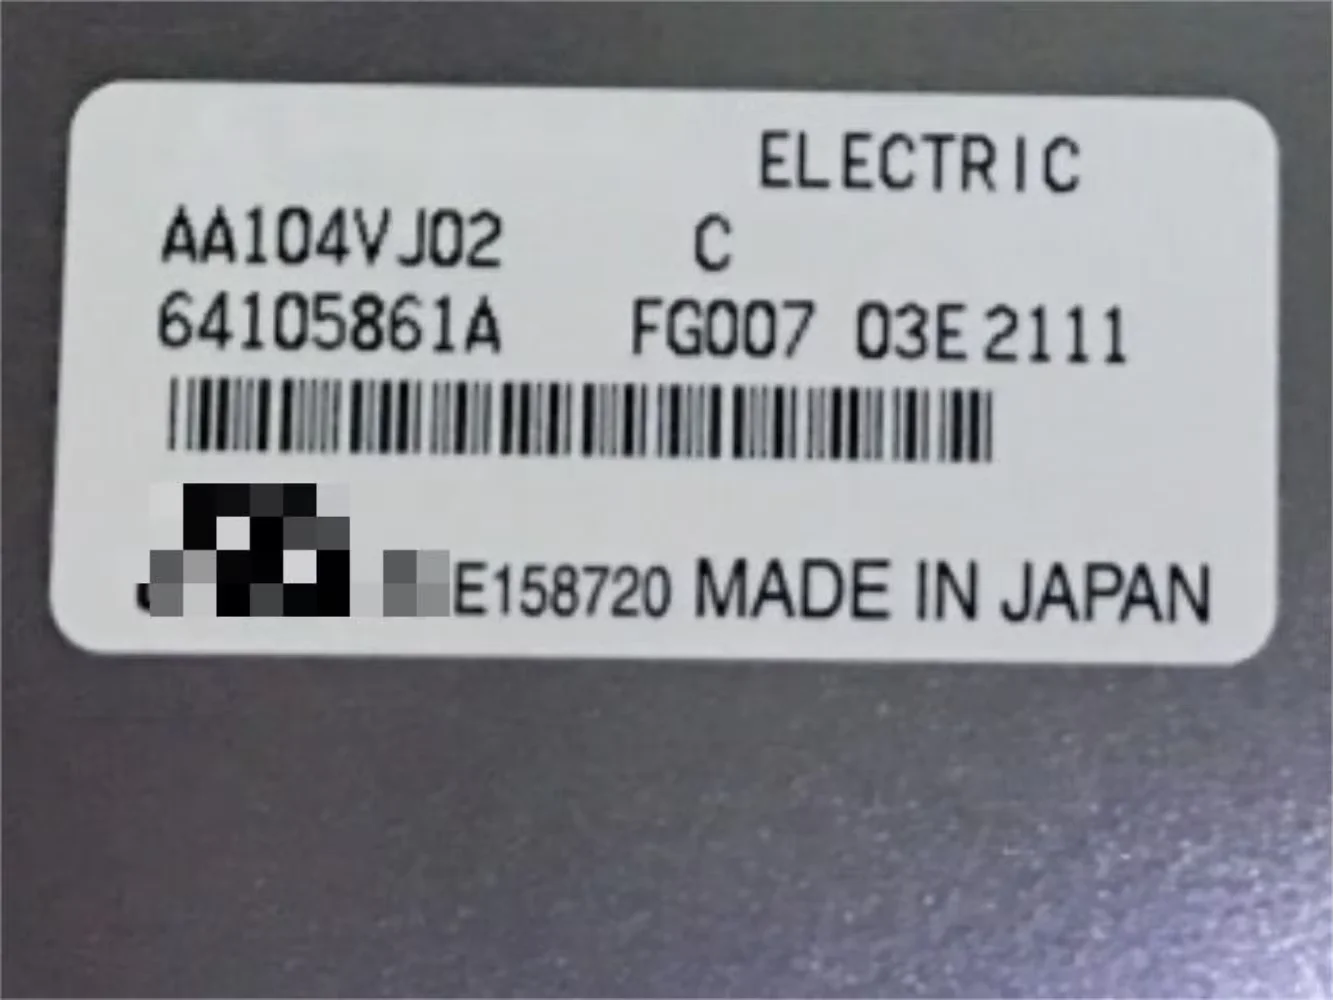 ELECTRIC
AA104VJ02 C
64105861A FG007 03E2111
E158720 MADE IN JAPAN